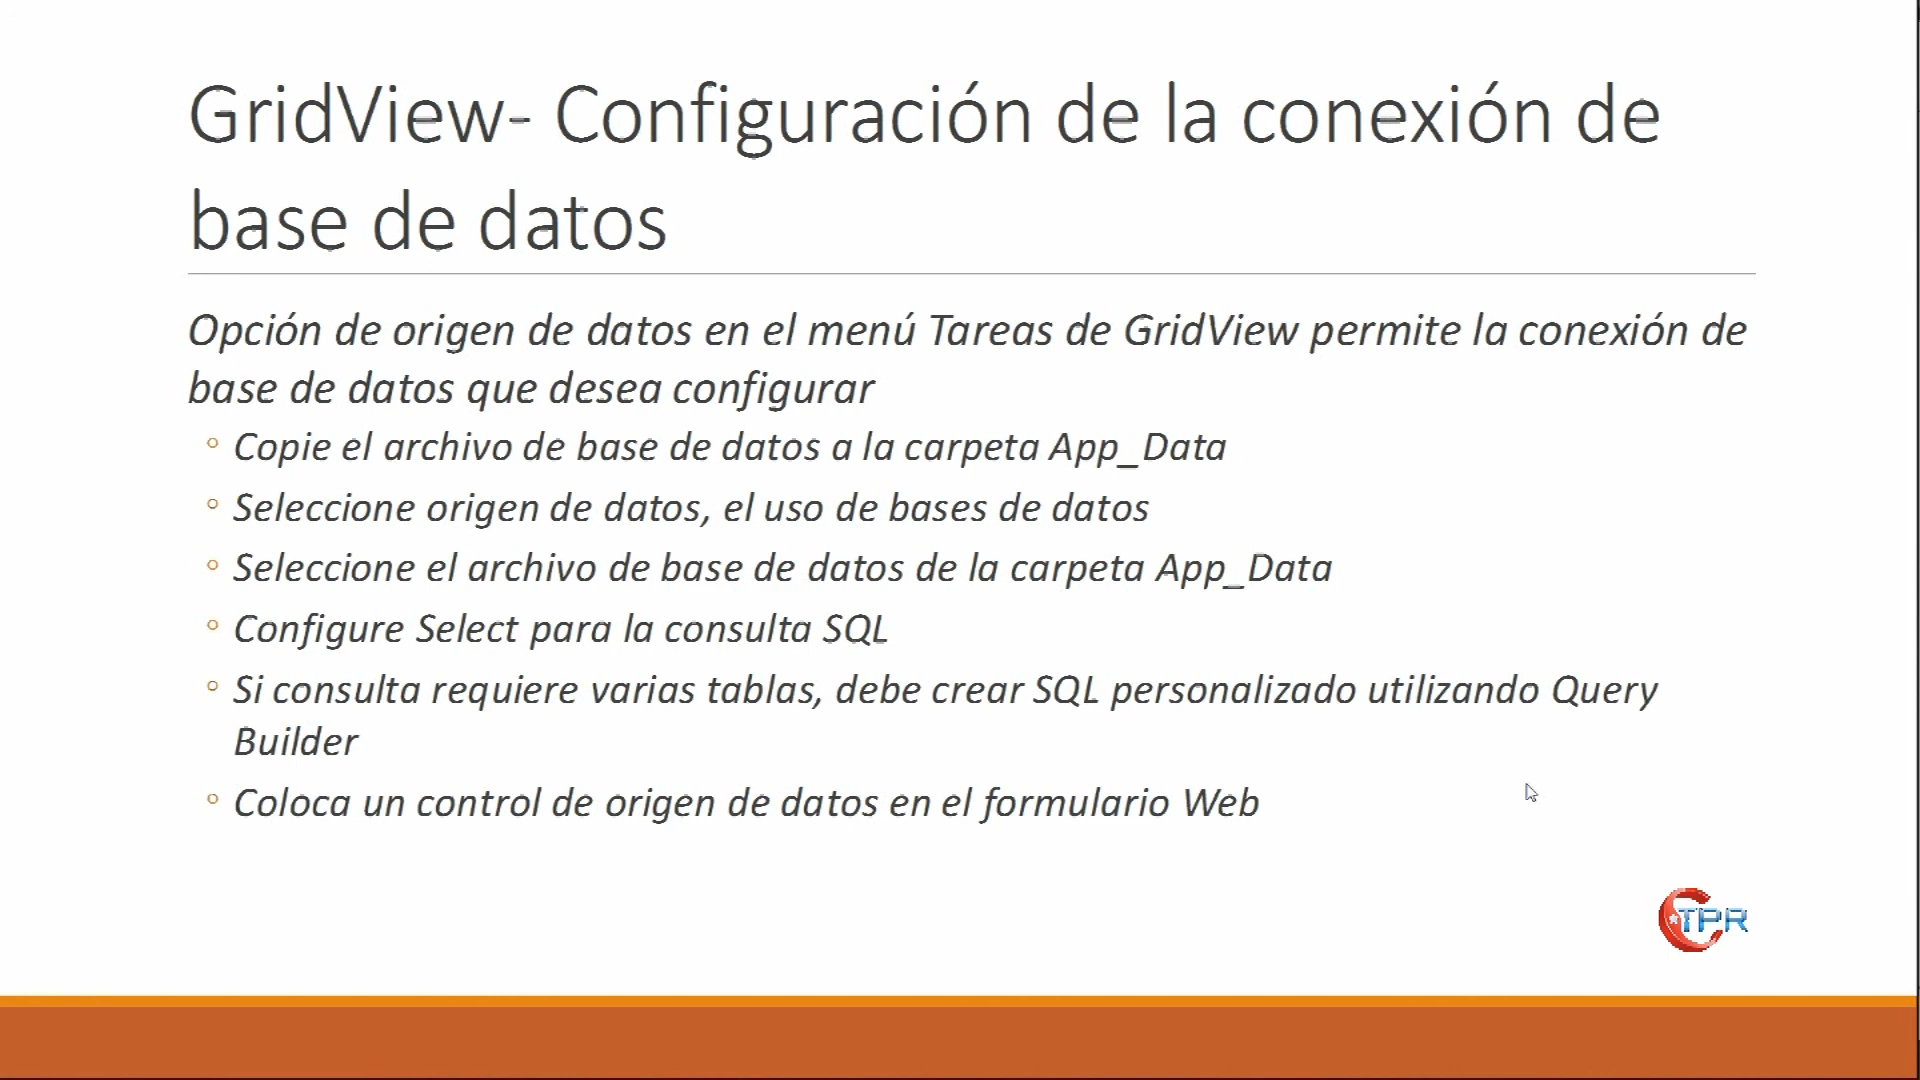 GridView- Configuración de la conexión de
base de datos
Opción de origen de datos en el menú Tareas de GridView permite la conexión de
base de datos que desea configurar
◦ Copie el archivo de base de datos a la carpeta App_Data
◦ Seleccione origen de datos, el uso de bases de datos
◦ Seleccione el archivo de base de datos de la carpeta App_Data
◦ Configure Select para la consulta SQL
◦ Si consulta requiere varias tablas, debe crear SQL personalizado utilizando Query
Builder
◦ Coloca un control de origen de datos en el formulario Web
CTPR